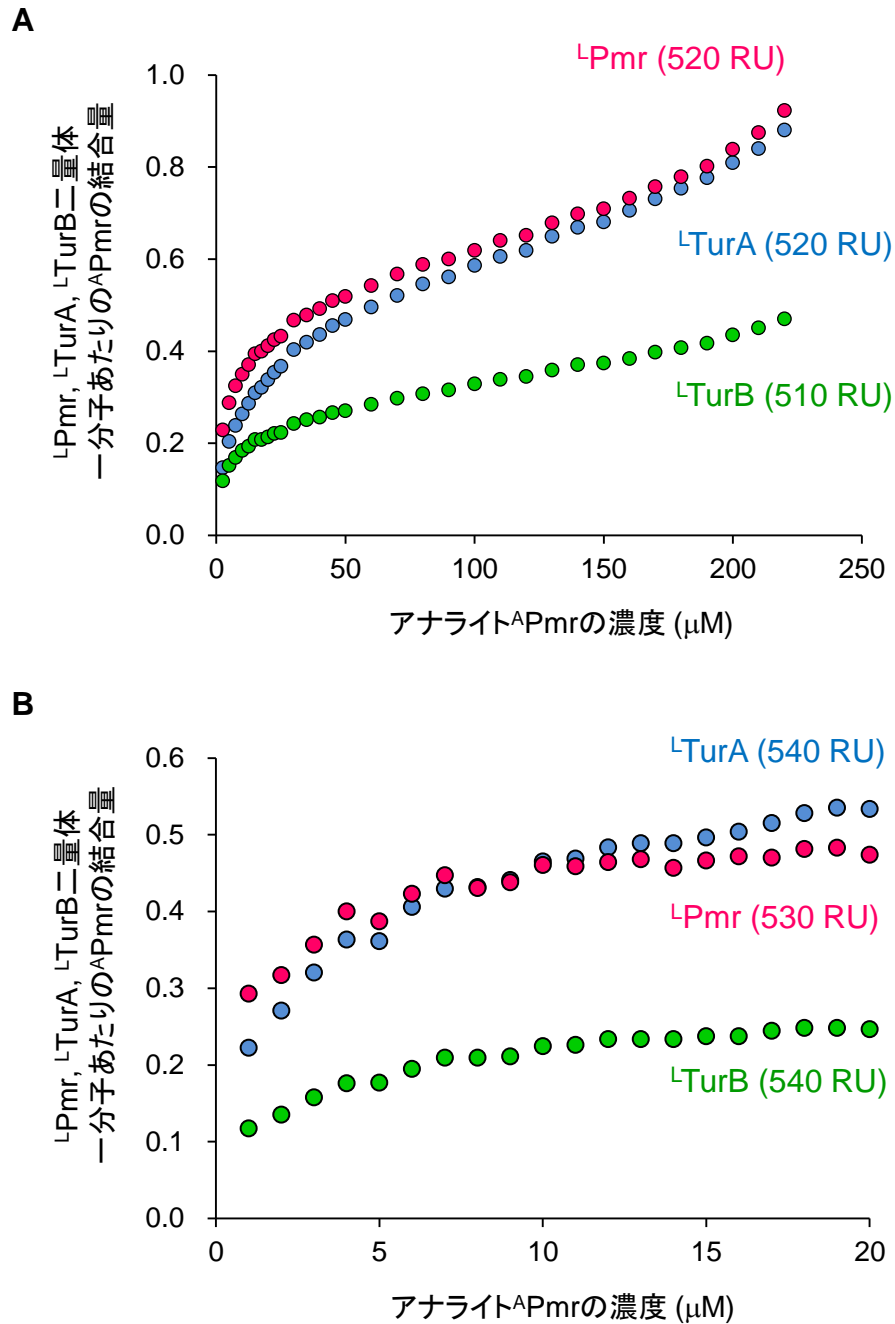 A
ᴸPmr (520 RU)
1.0
0.8
0.6
0.4
0.2
0.0
ᴸPmr, ᴸTurA, ᴸTurB二量体
一分子あたりのᴬPmrの結合量
ᴸTurA (520 RU)
ᴸTurB (510 RU)
0 50 100 150 200 250
アナライトᴬPmrの濃度 (μM)
B
0.6
0.5
0.4
0.3
0.2
0.1
0.0
ᴸPmr, ᴸTurA, ᴸTurB二量体
一分子あたりのᴬPmrの結合量
ᴸTurA (540 RU)
ᴸPmr (530 RU)
ᴸTurB (540 RU)
0 5 10 15 20
アナライトᴬPmrの濃度 (μM)